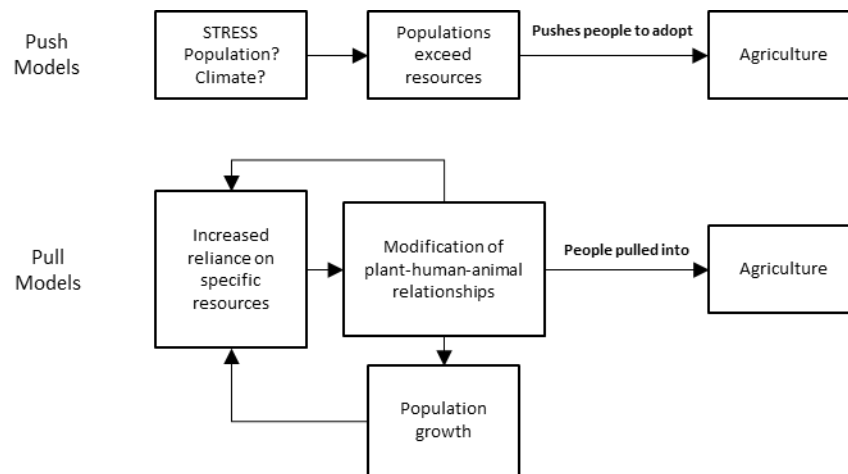 Push
Models
STRESS
Population?
Climate?
Populations
exceed
resources
Pushes people to adopt
Agriculture
Pull
Models
Increased
reliance on
specific
resources
Modification of
plant-human-animal
relationships
People pulled into
Agriculture
Population
growth